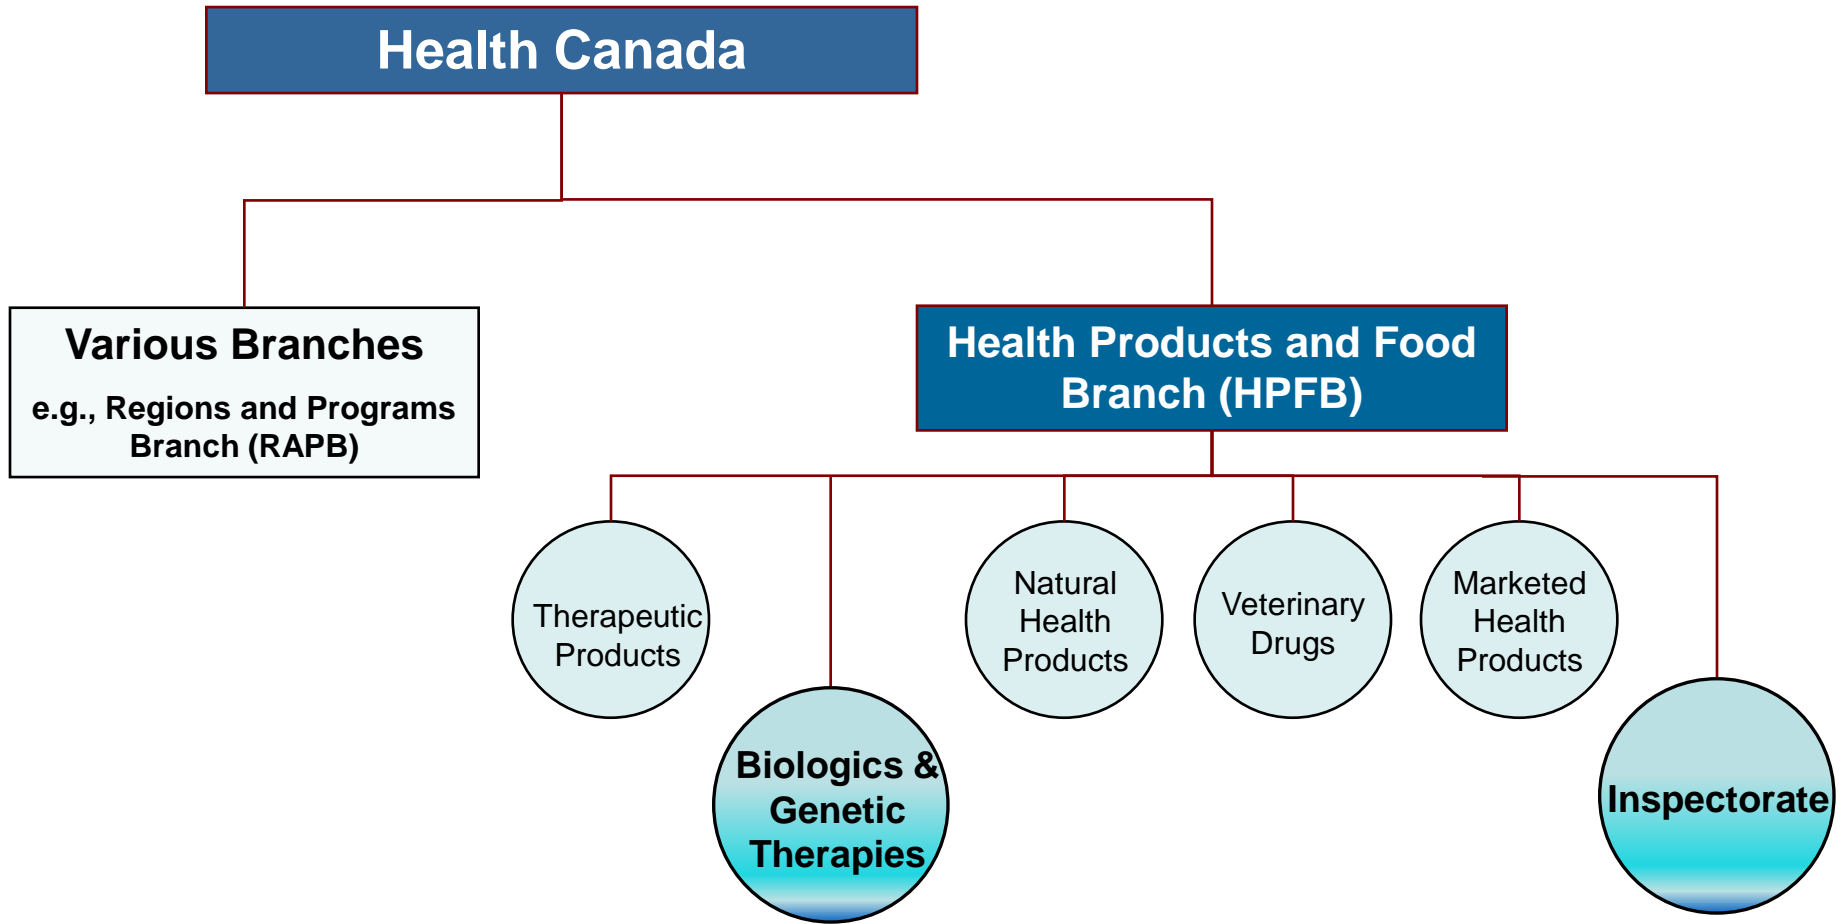 Health Canada
Various Branches
e.g., Regions and Programs
Branch (RAPB)
Health Products and Food
Branch (HPFB)
Therapeutic
Products
Biologics &
Genetic
Therapies
Natural
Health
Products
Veterinary
Drugs
Marketed
Health
Products
Inspectorate